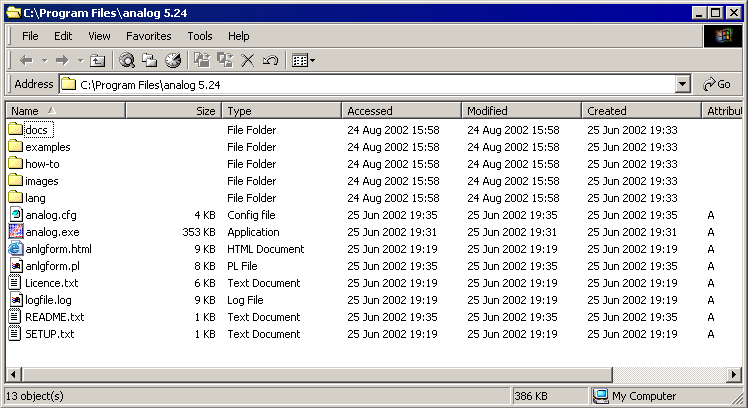 C:\Program Files\analog 5.24
File Edit View Favorites Tools Help
Address C:\Program Files\analog 5.24 Go
Name Size Type Accessed Modified Created Attribut
docs File Folder 24 Aug 2002 15:58 24 Aug 2002 15:58 25 Jun 2002 19:33
examples File Folder 24 Aug 2002 15:58 24 Aug 2002 15:58 25 Jun 2002 19:33
how-to File Folder 24 Aug 2002 15:58 24 Aug 2002 15:58 25 Jun 2002 19:33
images File Folder 24 Aug 2002 15:58 24 Aug 2002 15:58 25 Jun 2002 19:33
lang File Folder 24 Aug 2002 15:58 24 Aug 2002 15:58 25 Jun 2002 19:33
analog.cfg 4 KB Config file 25 Jun 2002 19:35 25 Jun 2002 19:35 25 Jun 2002 19:35 A
analog.exe 353 KB Application 25 Jun 2002 19:31 25 Jun 2002 19:31 25 Jun 2002 19:31 A
anlgform.html 9 KB HTML Document 25 Jun 2002 19:19 25 Jun 2002 19:19 25 Jun 2002 19:19 A
anlgform.pl 8 KB PL File 25 Jun 2002 19:35 25 Jun 2002 19:35 25 Jun 2002 19:35 A
Licence.txt 6 KB Text Document 25 Jun 2002 19:19 25 Jun 2002 19:19 25 Jun 2002 19:19 A
logfile.log 9 KB Log File 25 Jun 2002 19:19 25 Jun 2002 19:19 25 Jun 2002 19:19 A
README.txt 1 KB Text Document 25 Jun 2002 19:35 25 Jun 2002 19:35 25 Jun 2002 19:35 A
SETUP.txt 1 KB Text Document 25 Jun 2002 19:19 25 Jun 2002 19:19 25 Jun 2002 19:19 A
13 object(s) 386 KB My Computer